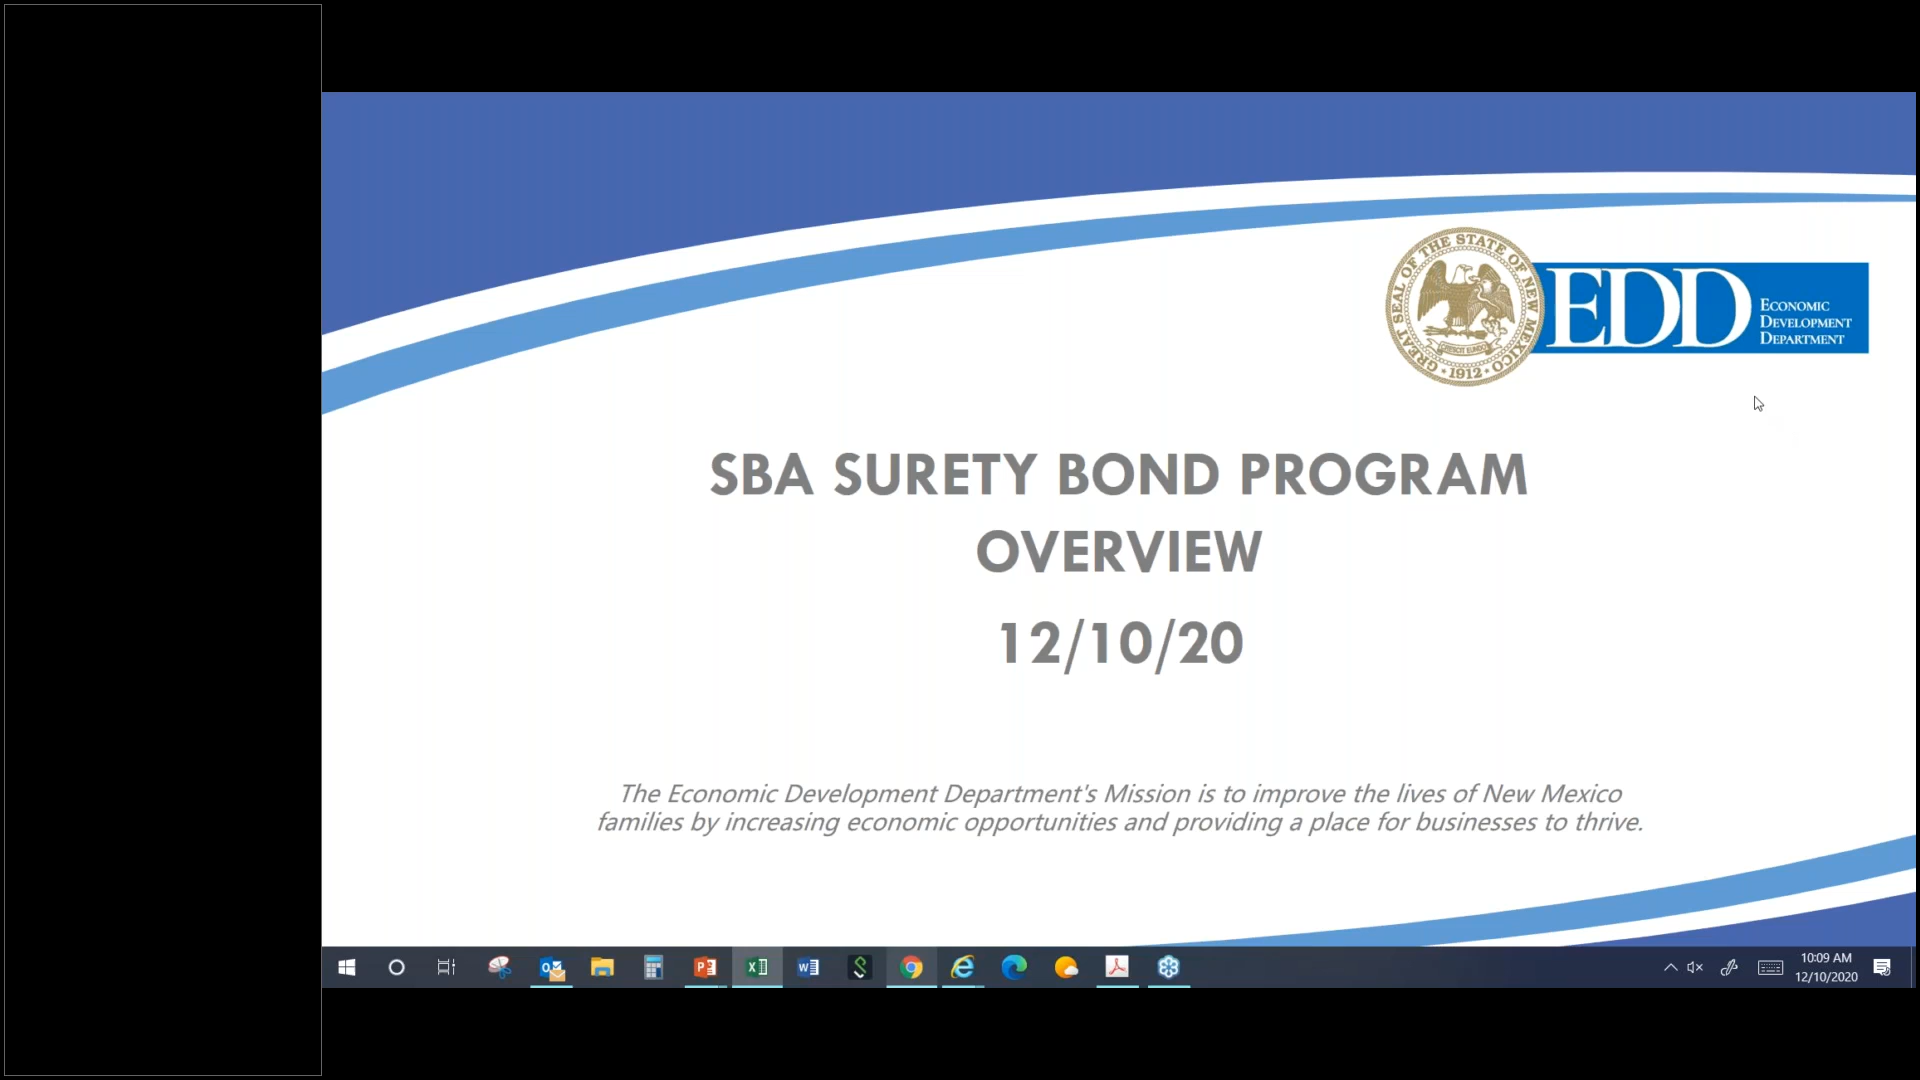 GREAT SEAL OF THE STATE OF NEW MEXICO
CRESCIT EUNDO
• 1912 •
EDD
ECONOMIC
DEVELOPMENT
DEPARTMENT
SBA SURETY BOND PROGRAM
OVERVIEW
12/10/20
The Economic Development Department's Mission is to improve the lives of New Mexico
families by increasing economic opportunities and providing a place for businesses to thrive.
10:09 AM
12/10/2020